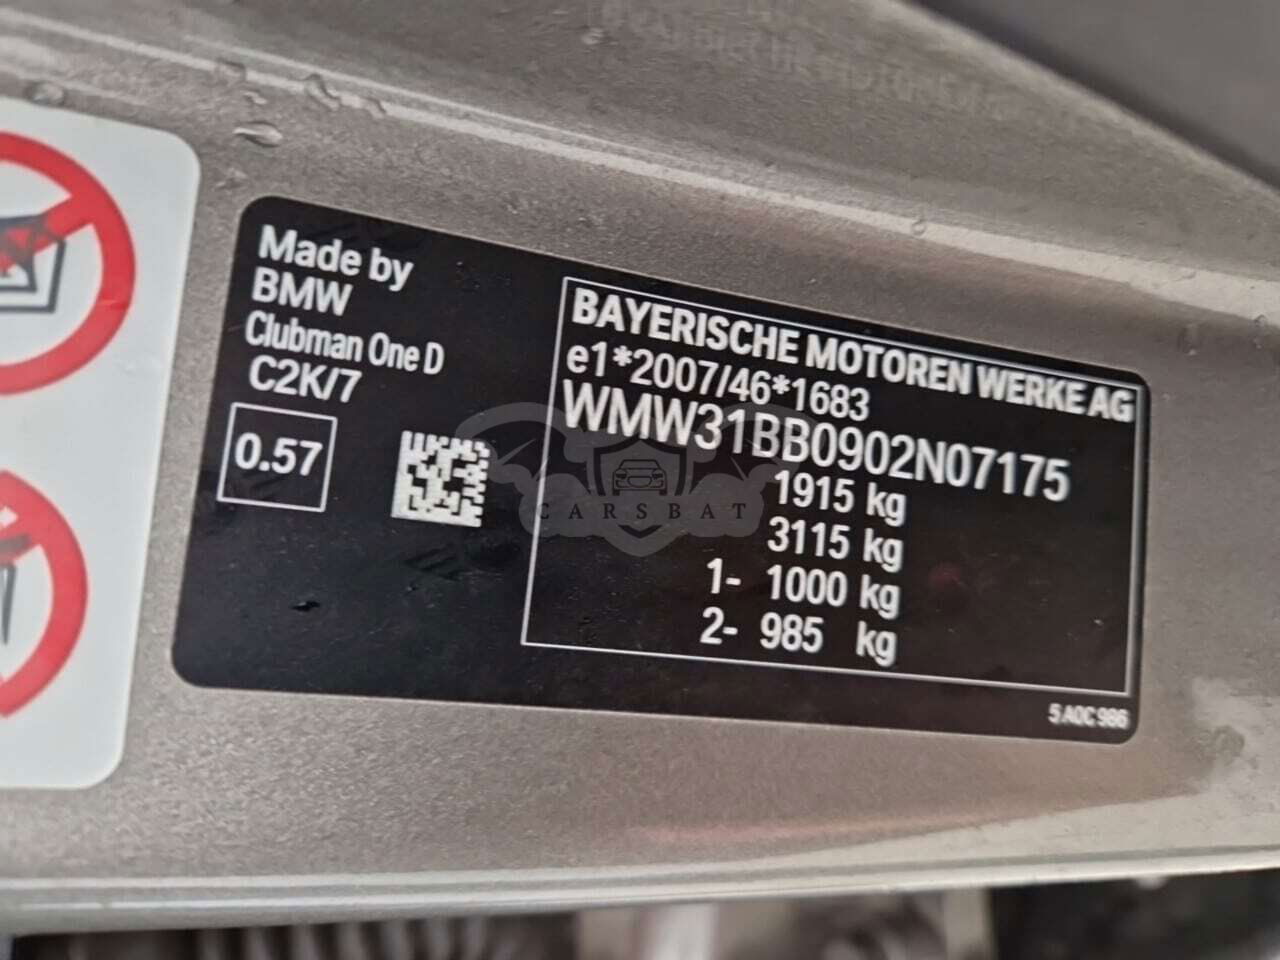 Made by
BMW
Clubman One D
C2K/7
0.57
BAYERISCHE MOTOREN WERKE AG
e1*2007/46*1683
WMW31BB0902N07175
1915 kg
3115 kg
1- 1000 kg
2- 985 kg
5 A0C 986
CARSBAT